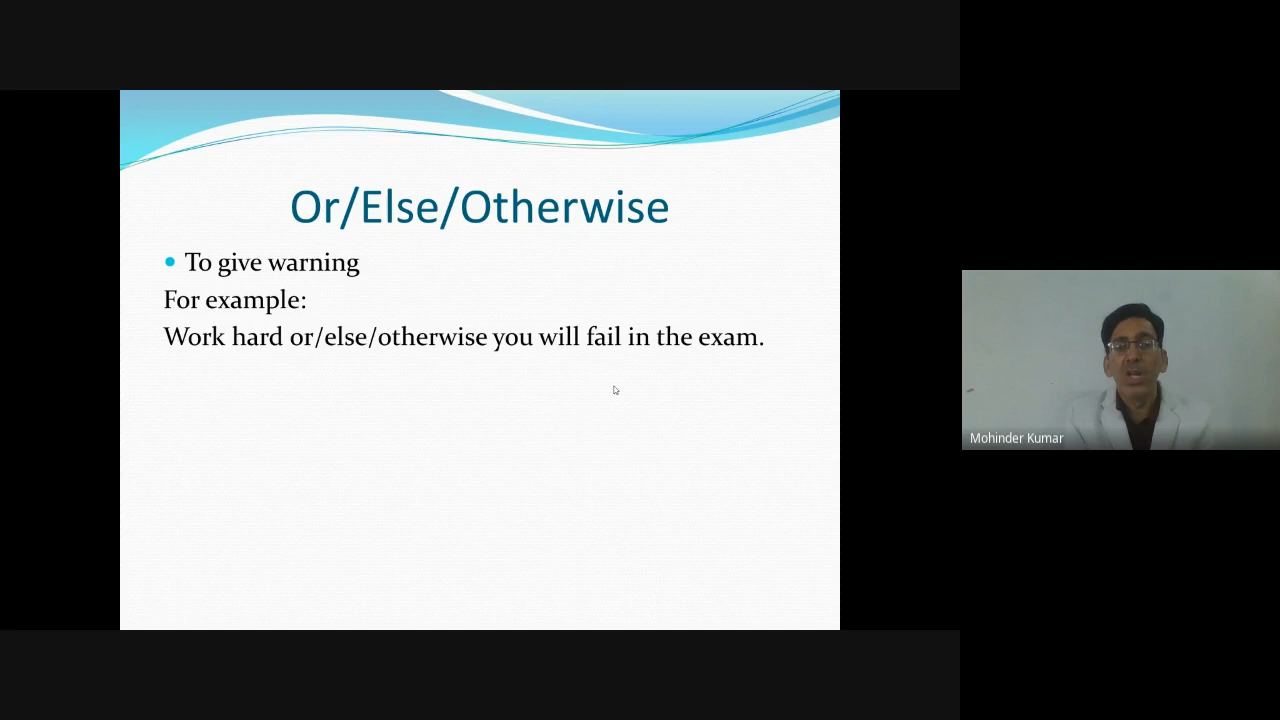 Or/Else/Otherwise
To give warning
For example:
Work hard or/else/otherwise you will fail in the exam.
Mohinder Kumar